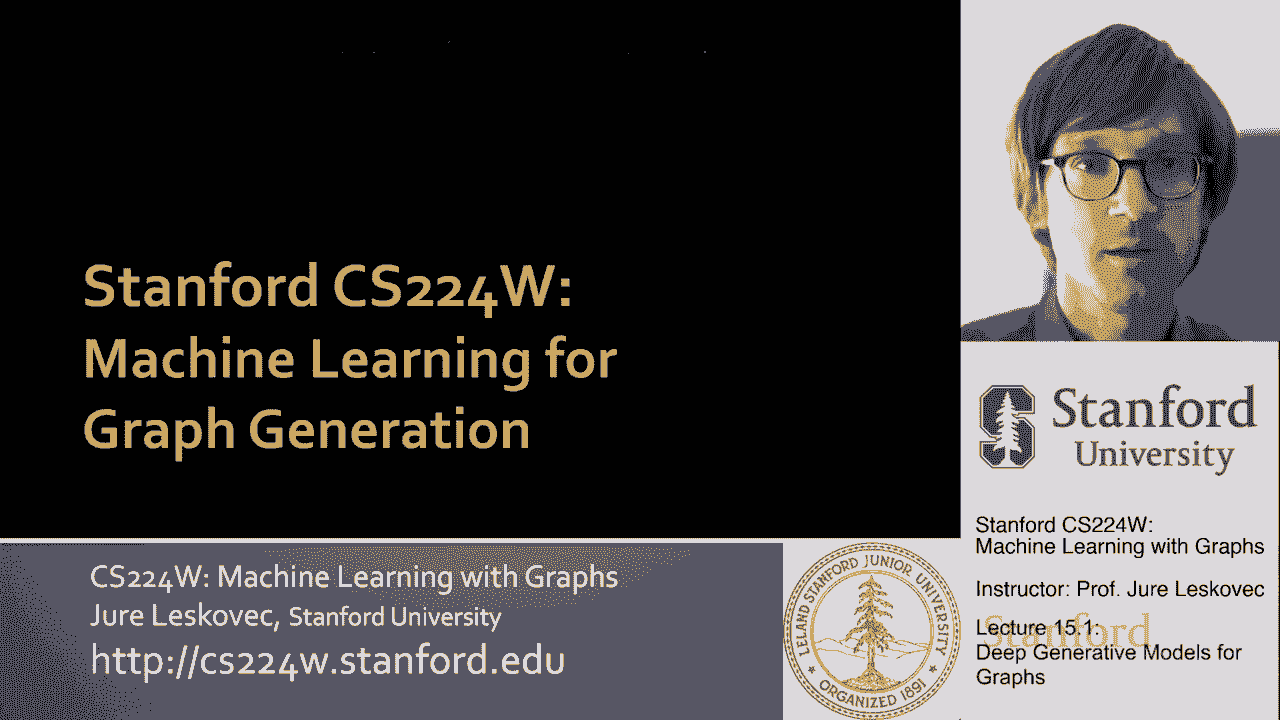 Stanford CS224W:
Machine Learning for
Graph Generation
CS224W: Machine Learning with Graphs
Jure Leskovec, Stanford University
http://cs224w.stanford.edu
LELAND STANFORD JUNIOR UNIVERSITY
ORGANIZED 1891
S
Stanford
University
Stanford CS224W:
Machine Learning with Graphs
Instructor: Prof. Jure Leskovec
Stanford
Lecture 15.1:
Deep Generative Models for
Graphs